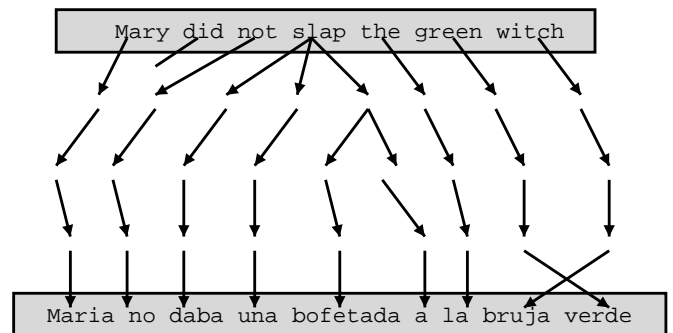 Mary did not slap the green witch
Maria no daba una bofetada a la bruja verde